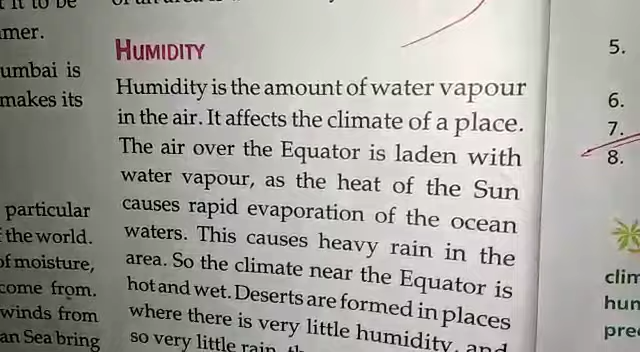 mer.
umbai is
makes its
particular
the world.
of moisture,
come from.
winds from
an Sea bring
HUMIDITY
Humidity is the amount of water vapour
in the air. It affects the climate of a place.
The air over the Equator is laden with
water vapour, as the heat of the Sun
causes rapid evaporation of the ocean
waters. This causes heavy rain in the
area. So the climate near the Equator is
hot and wet. Deserts are formed in places
where there is very little humidity, and
so very little rain
5.
6.
7.
8.
clim
hum
pre